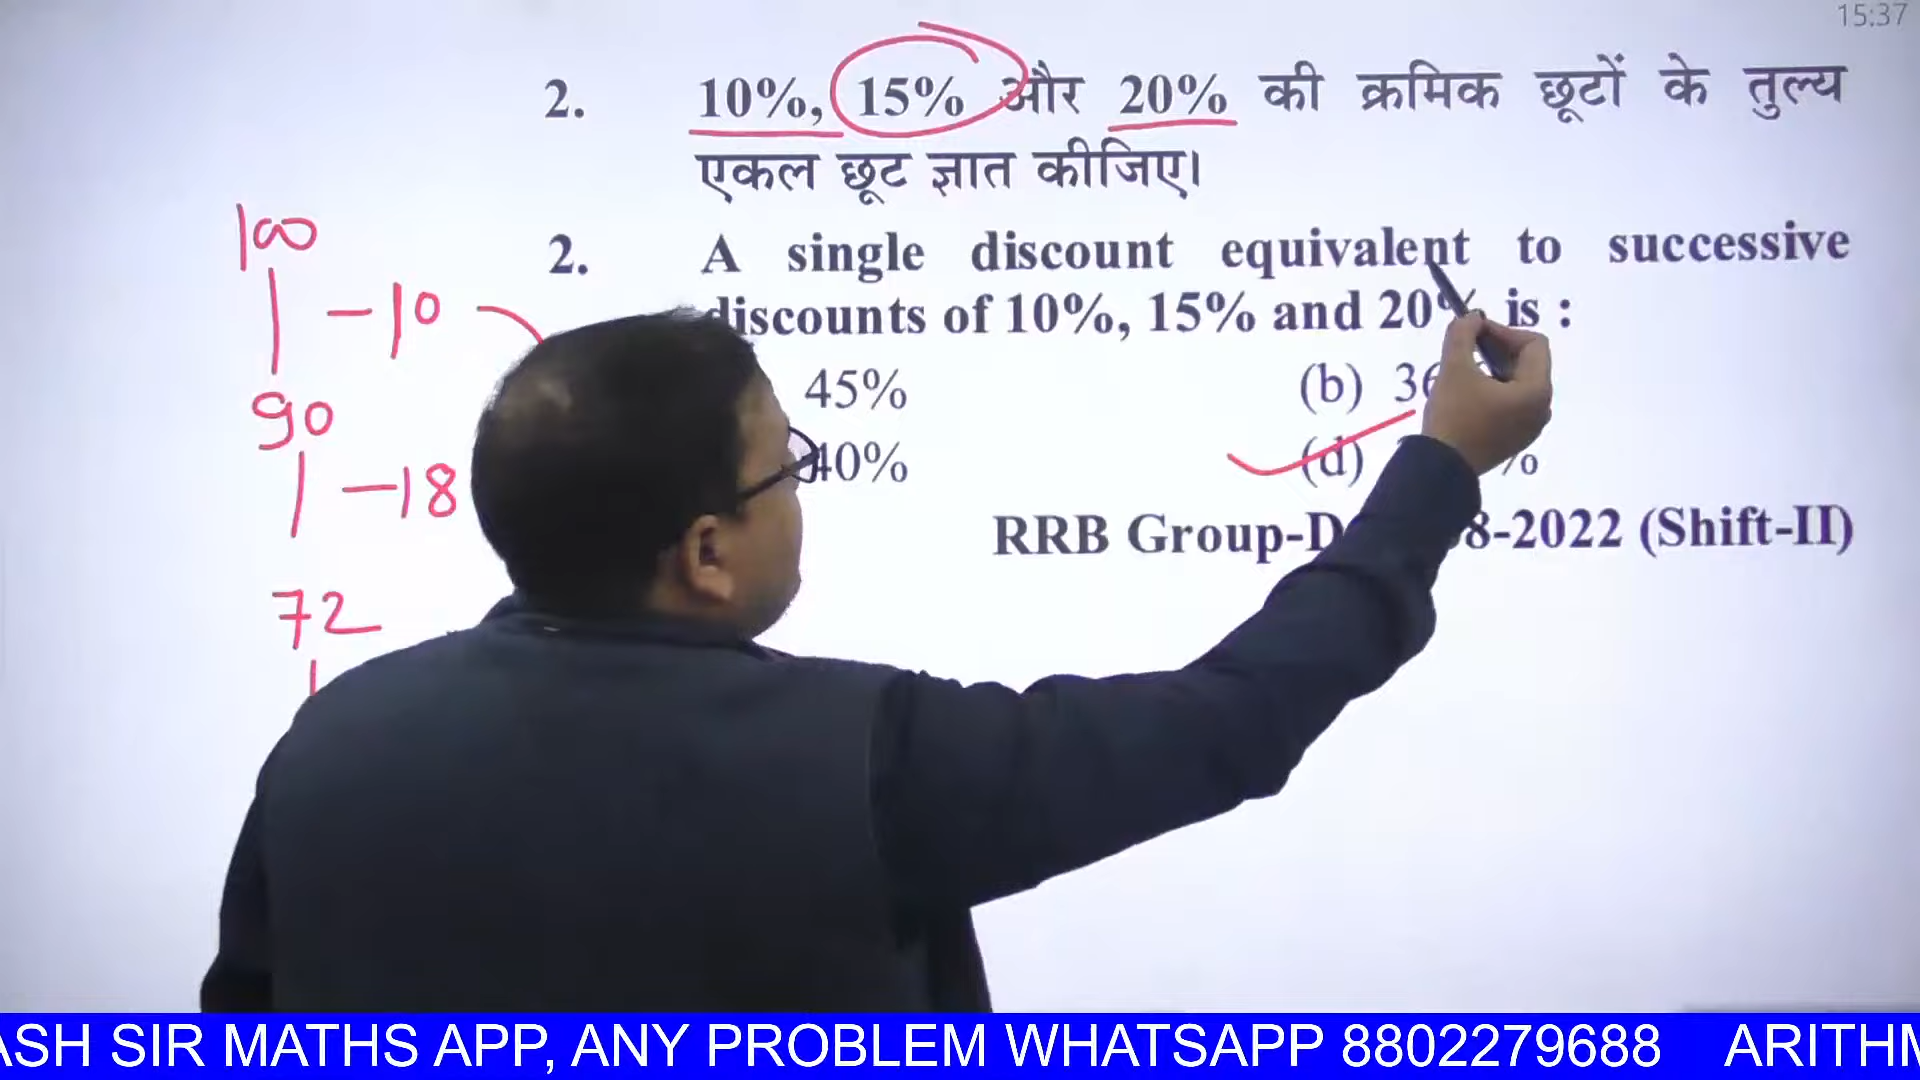 15:37
2. 10%, 15% और 20% की क्रमिक छूटों के तुल्य
एकल छूट ज्ञात कीजिए।
2. A single discount equivalent to successive
discounts of 10%, 15% and 20% is :
45% (b)
40% (d) %
RRB Group-D 8-2022 (Shift-II)
100
-10
90
-18
72
ASH SIR MATHS APP, ANY PROBLEM WHATSAPP 8802279688 ARITHM